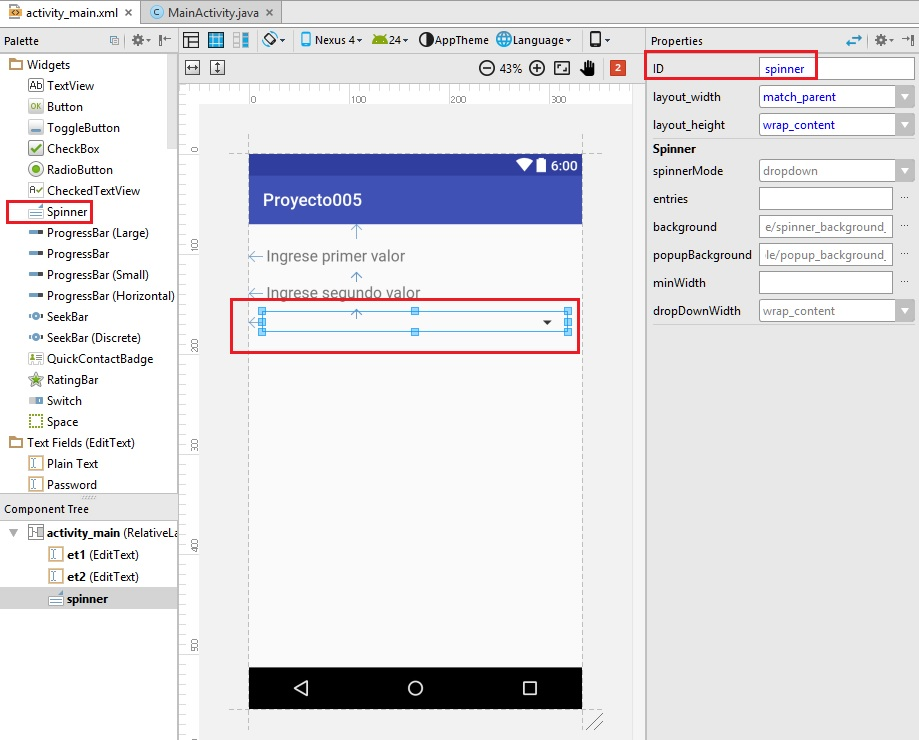 activity_main.xml × MainActivity.java ×
Palette
Nexus 4 24 AppTheme Language
Properties
43% 2
Widgets
TextView
Button
ToggleButton
CheckBox
RadioButton
CheckedTextView
Spinner
ProgressBar (Large)
ProgressBar
ProgressBar (Small)
ProgressBar (Horizontal)
SeekBar
SeekBar (Discrete)
QuickContactBadge
RatingBar
Switch
Space
Text Fields (EditText)
Plain Text
Password
Component Tree
activity_main (RelativeLa
et1 (EditText)
et2 (EditText)
spinner
0 100 200 300
0
100
200
300
400
500
6:00
Proyecto005
Ingrese primer valor
Ingrese segundo valor
ID spinner
layout_width match_parent
layout_height wrap_content
Spinner
spinnerMode dropdown
entries ...
background e/spinner_background_ ...
popupBackground le/popup_background_ ...
minWidth ...
dropDownWidth wrap_content